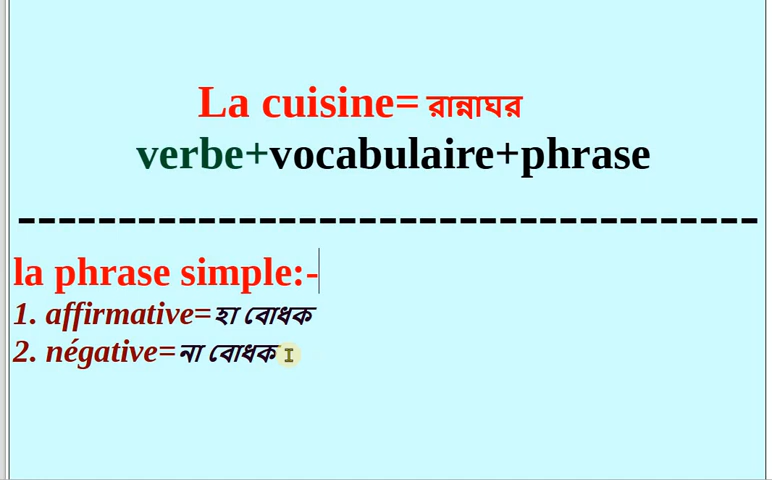 La cuisine= রান্নাঘর
verbe+vocabulaire+phrase
------------------------------------
la phrase simple:-
1. affirmative=হা বোধক
2. négative=না বোধক